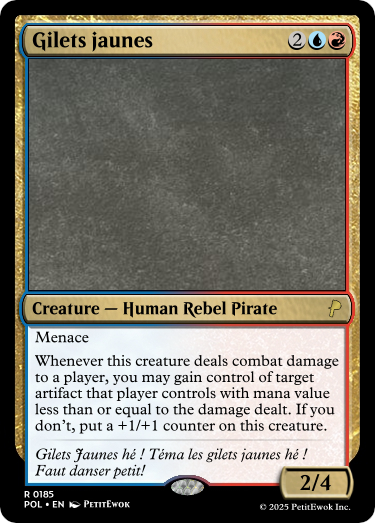 Gilets jaunes 2
Creature — Human Rebel Pirate
Menace
Whenever this creature deals combat damage
to a player, you may gain control of target
artifact that player controls with mana value
less than or equal to the damage dealt. If you
don't, put a +1/+1 counter on this creature.
Gilets Jaunes hé ! Téma les gilets jaunes hé !
Faut danser petit!
2/4
R 0185
POL • EN PetitEwok
© 2025 PetitEwok Inc.